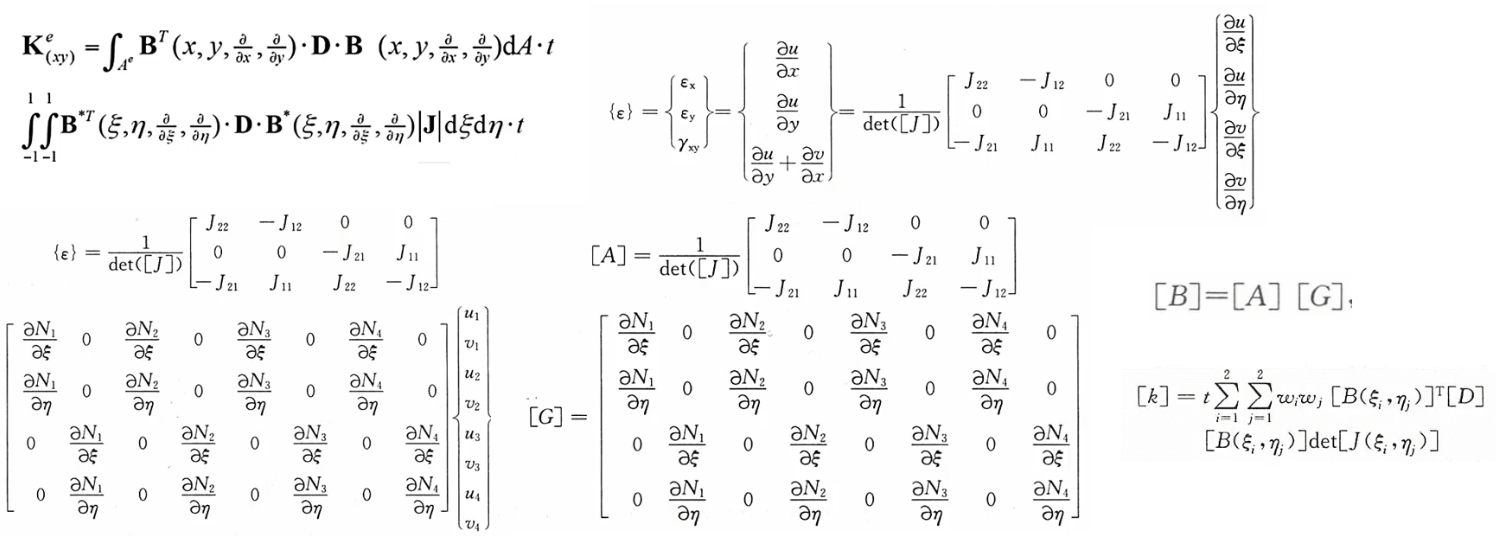 $\mathbf{K}^{e}_{(xy)} = \int_{A^{e}} \mathbf{B}^{T}(x, y, \frac{\partial}{\partial x}, \frac{\partial}{\partial y}) \cdot \mathbf{D} \cdot \mathbf{B} \ (x, y, \frac{\partial}{\partial x}, \frac{\partial}{\partial y}) \mathrm{d}A \cdot t$
$\int_{-1}^{1}\int_{-1}^{1} \mathbf{B}^{*T}(\xi, \eta, \frac{\partial}{\partial \xi}, \frac{\partial}{\partial \eta}) \cdot \mathbf{D} \cdot \mathbf{B}^{*}(\xi, \eta, \frac{\partial}{\partial \xi}, \frac{\partial}{\partial \eta}) |\mathbf{J}| \mathrm{d}\xi \mathrm{d}\eta \cdot t$
$\{\varepsilon\} = \begin{Bmatrix} \varepsilon_x \\ \varepsilon_y \\ \gamma_{xy} \end{Bmatrix} = \begin{Bmatrix} \frac{\partial u}{\partial x} \\ \frac{\partial u}{\partial y} \\ \frac{\partial u}{\partial y} + \frac{\partial v}{\partial x} \end{Bmatrix} = \frac{1}{\det([J])} \begin{bmatrix} J_{22} & -J_{12} & 0 & 0 \\ 0 & 0 & -J_{21} & J_{11} \\ -J_{21} & J_{11} & J_{22} & -J_{12} \end{bmatrix} \begin{Bmatrix} \frac{\partial u}{\partial \xi} \\ \frac{\partial u}{\partial \eta} \\ \frac{\partial v}{\partial \xi} \\ \frac{\partial v}{\partial \eta} \end{Bmatrix}$
$\{\varepsilon\} = \frac{1}{\det([J])} \begin{bmatrix} J_{22} & -J_{12} & 0 & 0 \\ 0 & 0 & -J_{21} & J_{11} \\ -J_{21} & J_{11} & J_{22} & -J_{12} \end{bmatrix}$
$\begin{bmatrix} \frac{\partial N_1}{\partial \xi} & 0 & \frac{\partial N_2}{\partial \xi} & 0 & \frac{\partial N_3}{\partial \xi} & 0 & \frac{\partial N_4}{\partial \xi} & 0 \\ \frac{\partial N_1}{\partial \eta} & 0 & \frac{\partial N_2}{\partial \eta} & 0 & \frac{\partial N_3}{\partial \eta} & 0 & \frac{\partial N_4}{\partial \eta} & 0 \\ 0 & \frac{\partial N_1}{\partial \xi} & 0 & \frac{\partial N_2}{\partial \xi} & 0 & \frac{\partial N_3}{\partial \xi} & 0 & \frac{\partial N_4}{\partial \xi} \\ 0 & \frac{\partial N_1}{\partial \eta} & 0 & \frac{\partial N_2}{\partial \eta} & 0 & \frac{\partial N_3}{\partial \eta} & 0 & \frac{\partial N_4}{\partial \eta} \end{bmatrix} \begin{Bmatrix} u_1 \\ v_1 \\ u_2 \\ v_2 \\ u_3 \\ v_3 \\ u_4 \\ v_4 \end{Bmatrix}$
$[A] = \frac{1}{\det([J])} \begin{bmatrix} J_{22} & -J_{12} & 0 & 0 \\ 0 & 0 & -J_{21} & J_{11} \\ -J_{21} & J_{11} & J_{22} & -J_{12} \end{bmatrix}$
$[G] = \begin{bmatrix} \frac{\partial N_1}{\partial \xi} & 0 & \frac{\partial N_2}{\partial \xi} & 0 & \frac{\partial N_3}{\partial \xi} & 0 & \frac{\partial N_4}{\partial \xi} & 0 \\ \frac{\partial N_1}{\partial \eta} & 0 & \frac{\partial N_2}{\partial \eta} & 0 & \frac{\partial N_3}{\partial \eta} & 0 & \frac{\partial N_4}{\partial \eta} & 0 \\ 0 & \frac{\partial N_1}{\partial \xi} & 0 & \frac{\partial N_2}{\partial \xi} & 0 & \frac{\partial N_3}{\partial \xi} & 0 & \frac{\partial N_4}{\partial \xi} \\ 0 & \frac{\partial N_1}{\partial \eta} & 0 & \frac{\partial N_2}{\partial \eta} & 0 & \frac{\partial N_3}{\partial \eta} & 0 & \frac{\partial N_4}{\partial \eta} \end{bmatrix}$
$[B]=[A] \ [G],$
$[k] = t \sum_{i=1}^{2} \sum_{j=1}^{2} w_i w_j \ [B(\xi_i, \eta_j)]^{\mathrm{T}} [D]$
$[B(\xi_i, \eta_j)] \det[J(\xi_i, \eta_j)]$